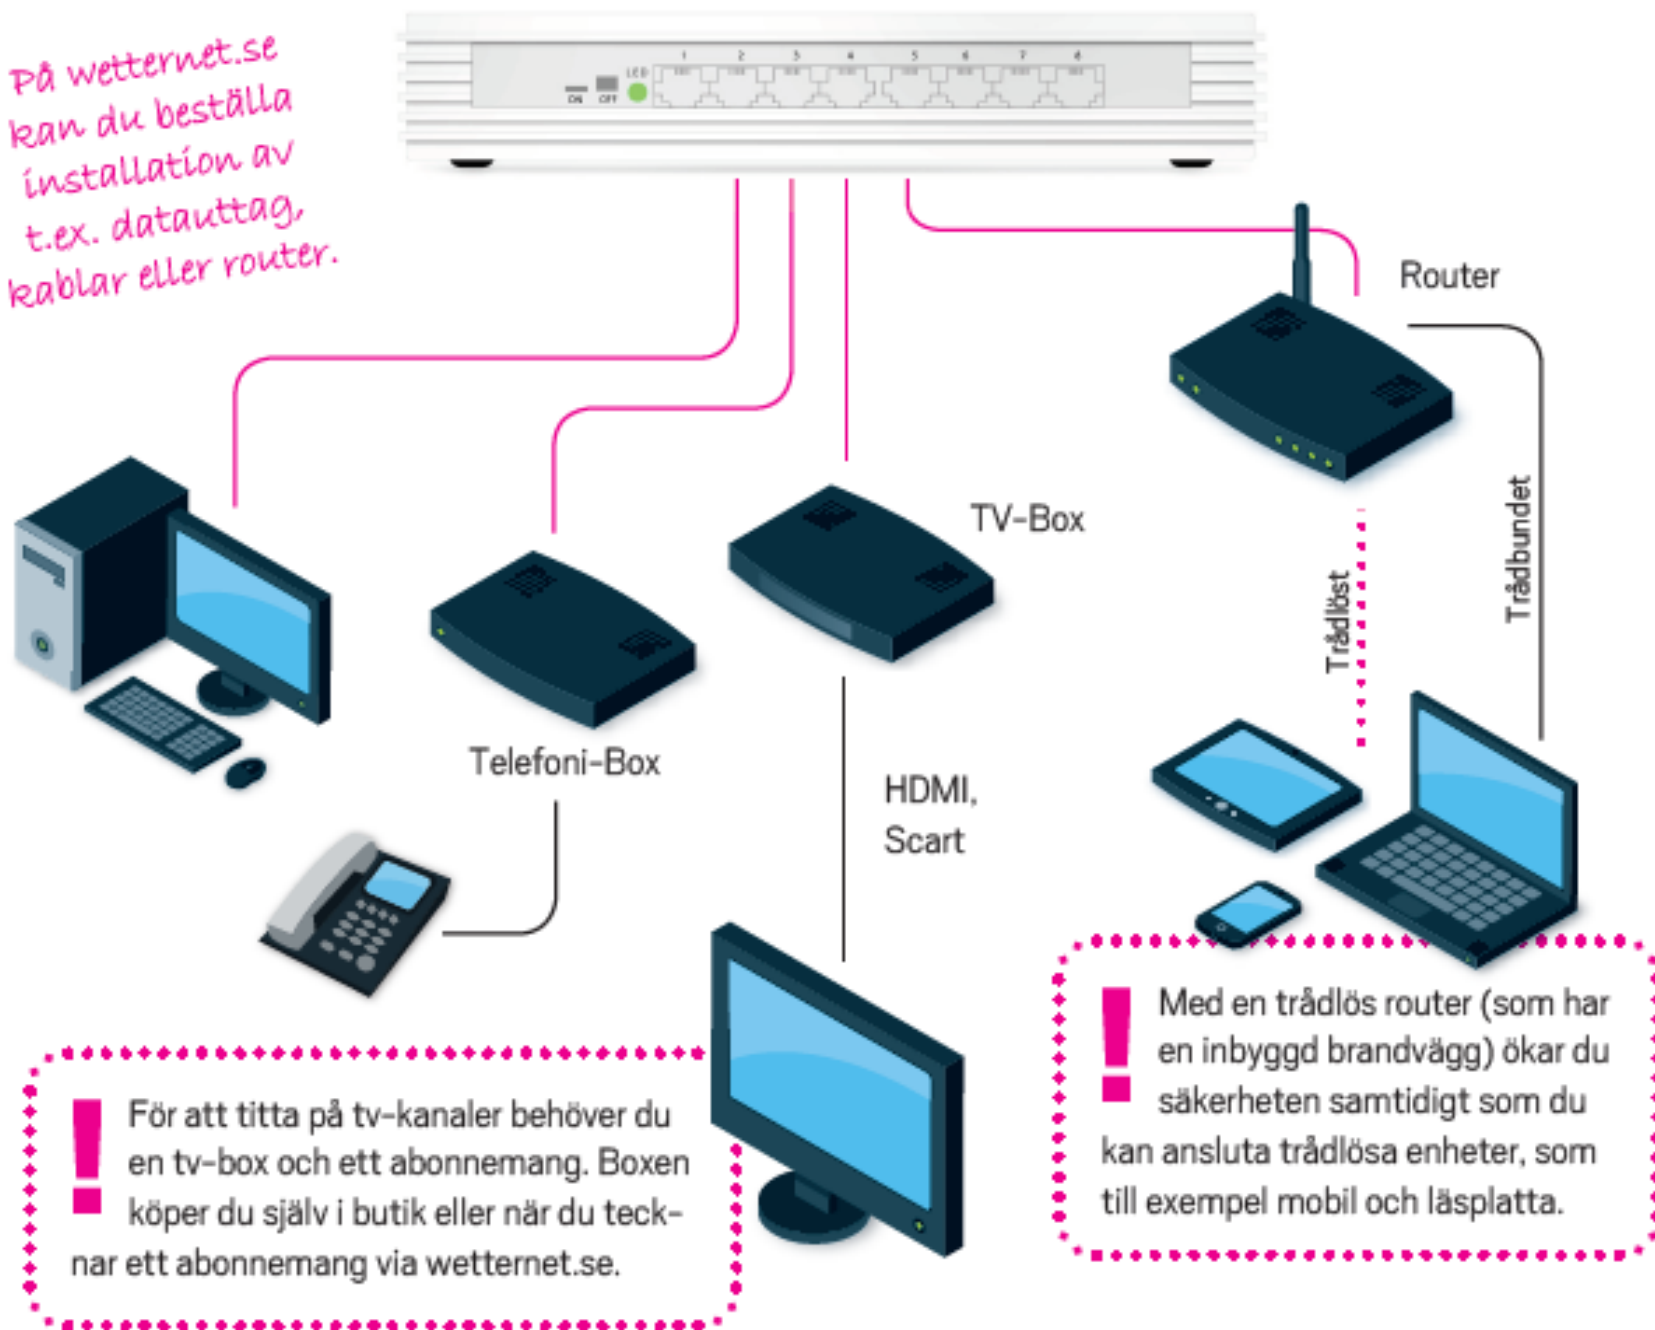 På wetternet.se
kan du beställa
installation av
t.ex. datauttag,
kablar eller router.
1 2 3 4 5 6 7 8
LED
ON OFF
Router
TV-Box
Trådlöst
Trådbundet
Telefoni-Box
HDMI,
Scart
! Med en trådlös router (som har
en inbyggd brandvägg) ökar du
säkerheten samtidigt som du
kan ansluta trådlösa enheter, som
till exempel mobil och läsplatta.
! För att titta på tv-kanaler behöver du
en tv-box och ett abonnemang. Boxen
köper du själv i butik eller när du teck-
nar ett abonnemang via wetternet.se.